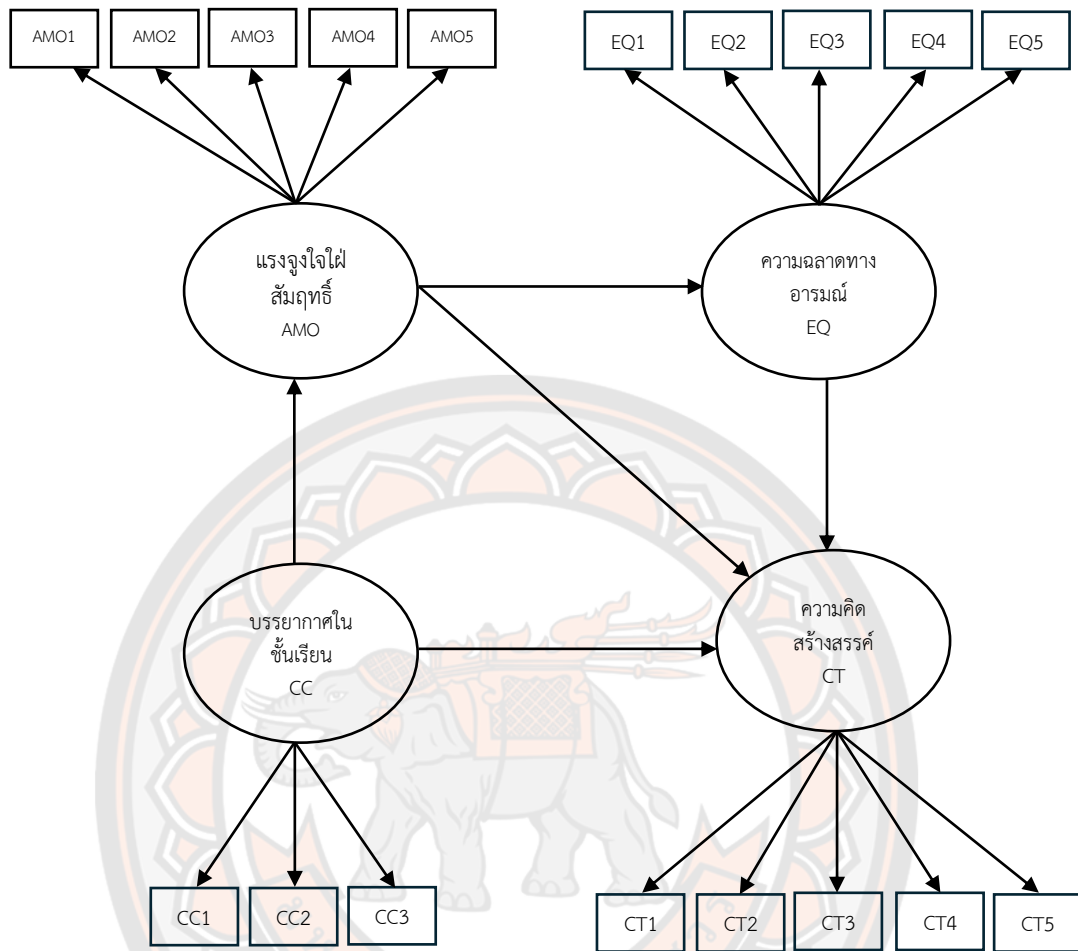 AMO1 AMO2 AMO3 AMO4 AMO5
EQ1 EQ2 EQ3 EQ4 EQ5
แรงจูงใจใฝ่
สัมฤทธิ์
AMO
ความฉลาดทาง
อารมณ์
EQ
บรรยากาศใน
ชั้นเรียน
CC
ความคิด
สร้างสรรค์
CT
CC1 CC2 CC3
CT1 CT2 CT3 CT4 CT5